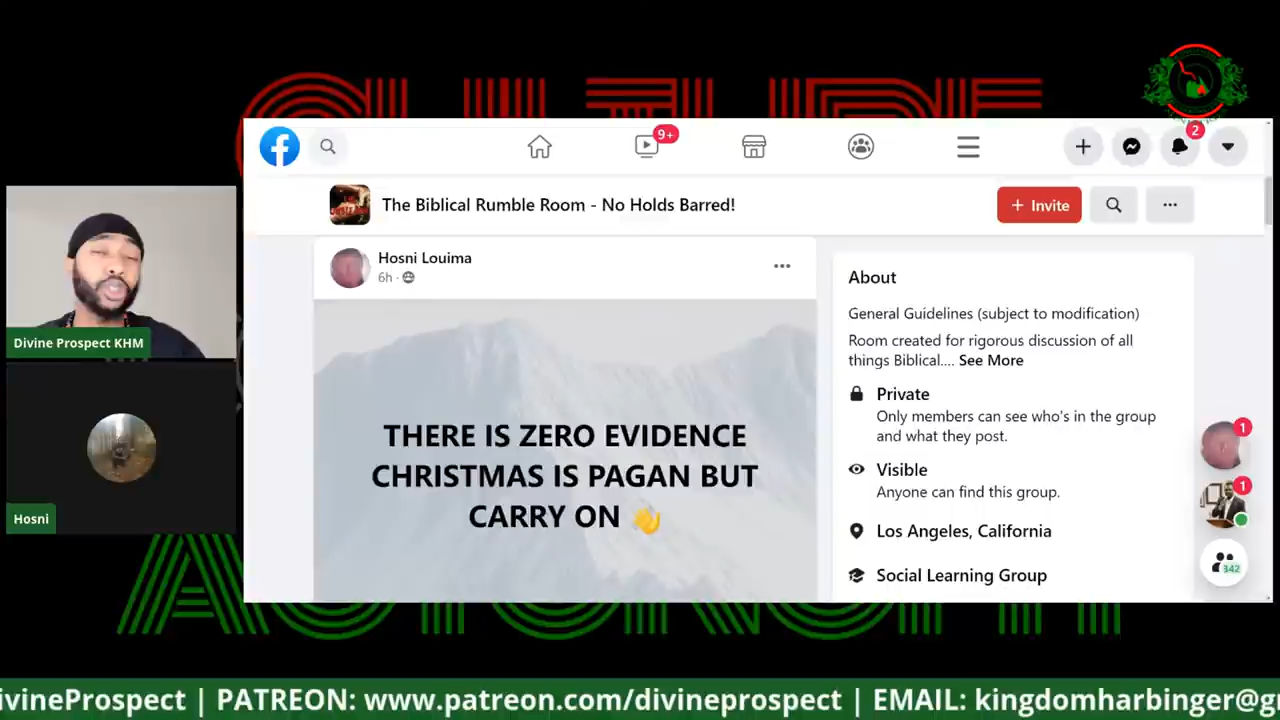 9+
2
The Biblical Rumble Room - No Holds Barred!
+ Invite
Hosni Louima
6h
THERE IS ZERO EVIDENCE
CHRISTMAS IS PAGAN BUT
CARRY ON 👋
About
General Guidelines (subject to modification)
Room created for rigorous discussion of all
things Biblical.... See More
Private
Only members can see who's in the group
and what they post.
Visible
Anyone can find this group.
Los Angeles, California
Social Learning Group
1
1
342
Divine Prospect KHM
Hosni
ivineProspect | PATREON: www.patreon.com/divineprospect | EMAIL: kingdomharbinger@g